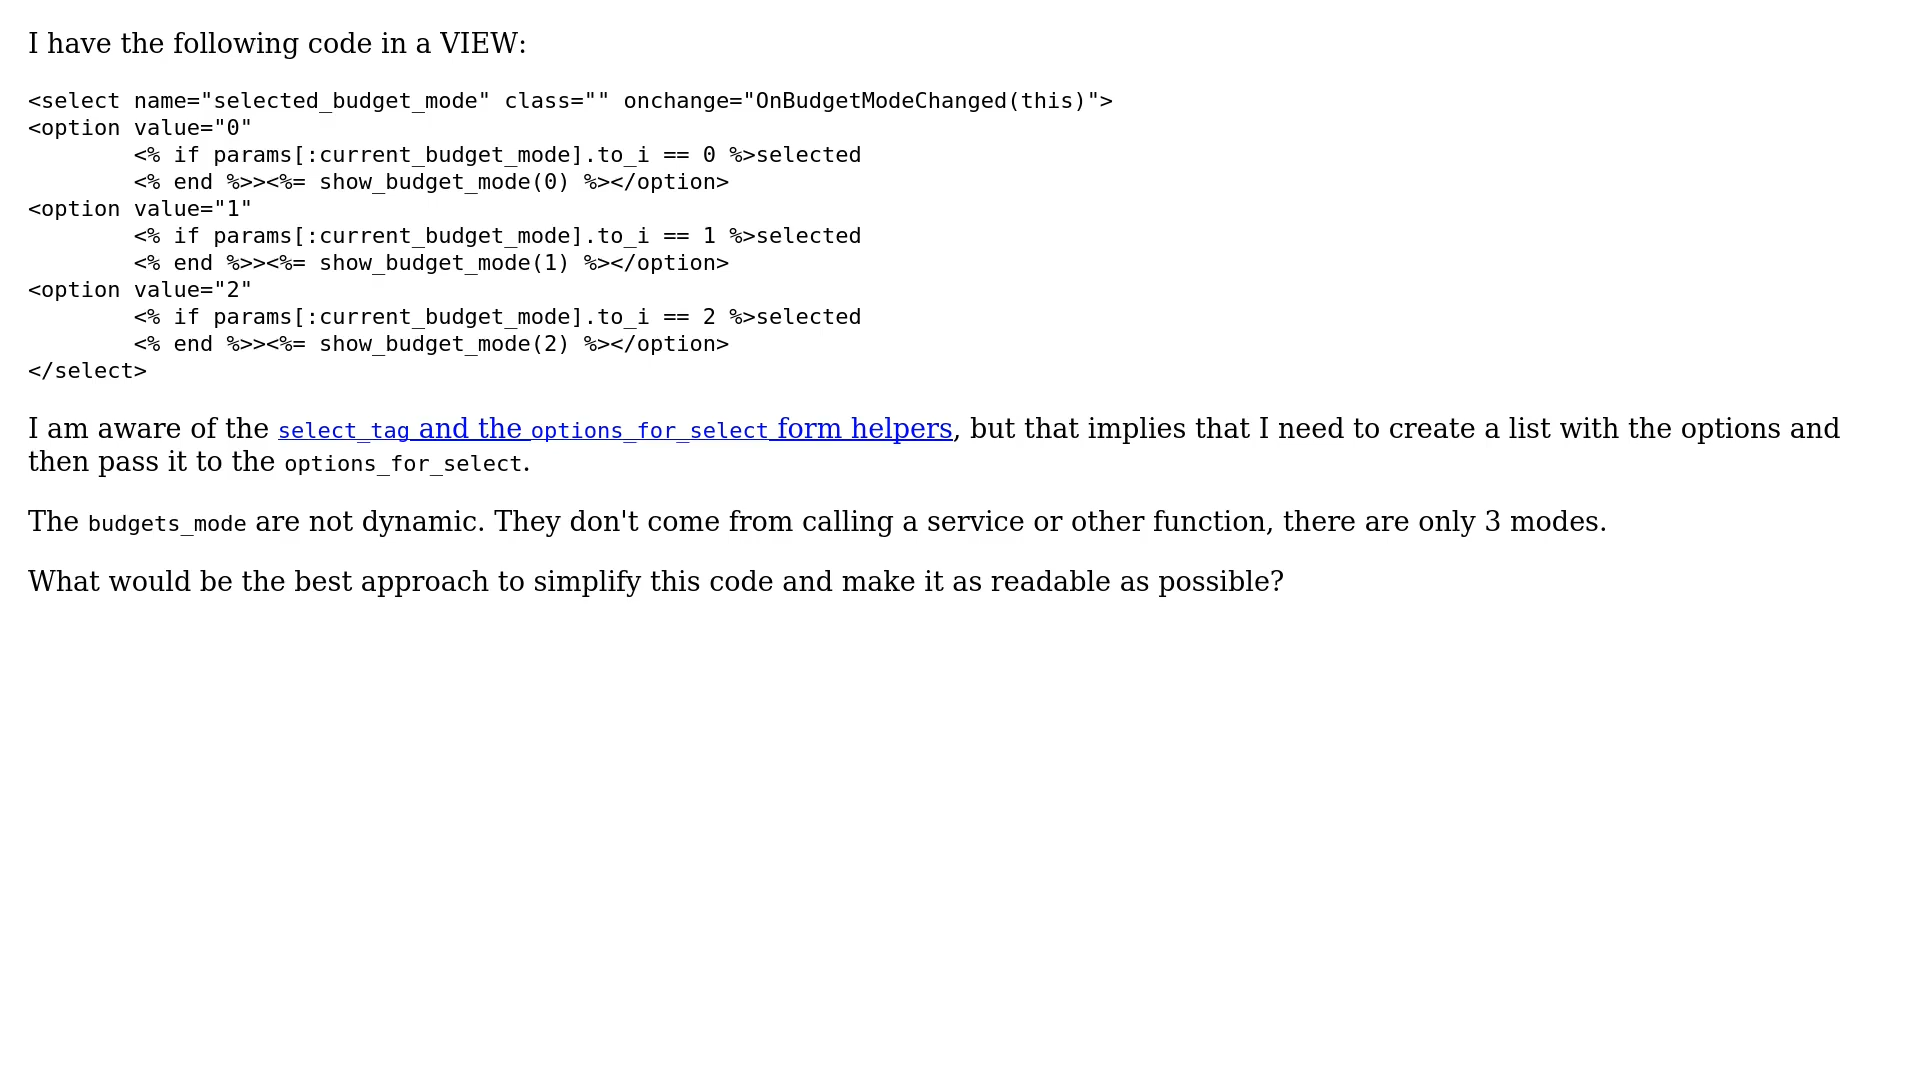 I have the following code in a VIEW:
<select name="selected_budget_mode" class="" onchange="OnBudgetModeChanged(this)">
<option value="0"
        <% if params[:current_budget_mode].to_i == 0 %>selected
        <% end %>><%= show_budget_mode(0) %></option>
<option value="1"
        <% if params[:current_budget_mode].to_i == 1 %>selected
        <% end %>><%= show_budget_mode(1) %></option>
<option value="2"
        <% if params[:current_budget_mode].to_i == 2 %>selected
        <% end %>><%= show_budget_mode(2) %></option>
</select>
I am aware of the select_tag and the options_for_select form helpers, but that implies that I need to create a list with the options and
then pass it to the options_for_select.
The budgets_mode are not dynamic. They don't come from calling a service or other function, there are only 3 modes.
What would be the best approach to simplify this code and make it as readable as possible?